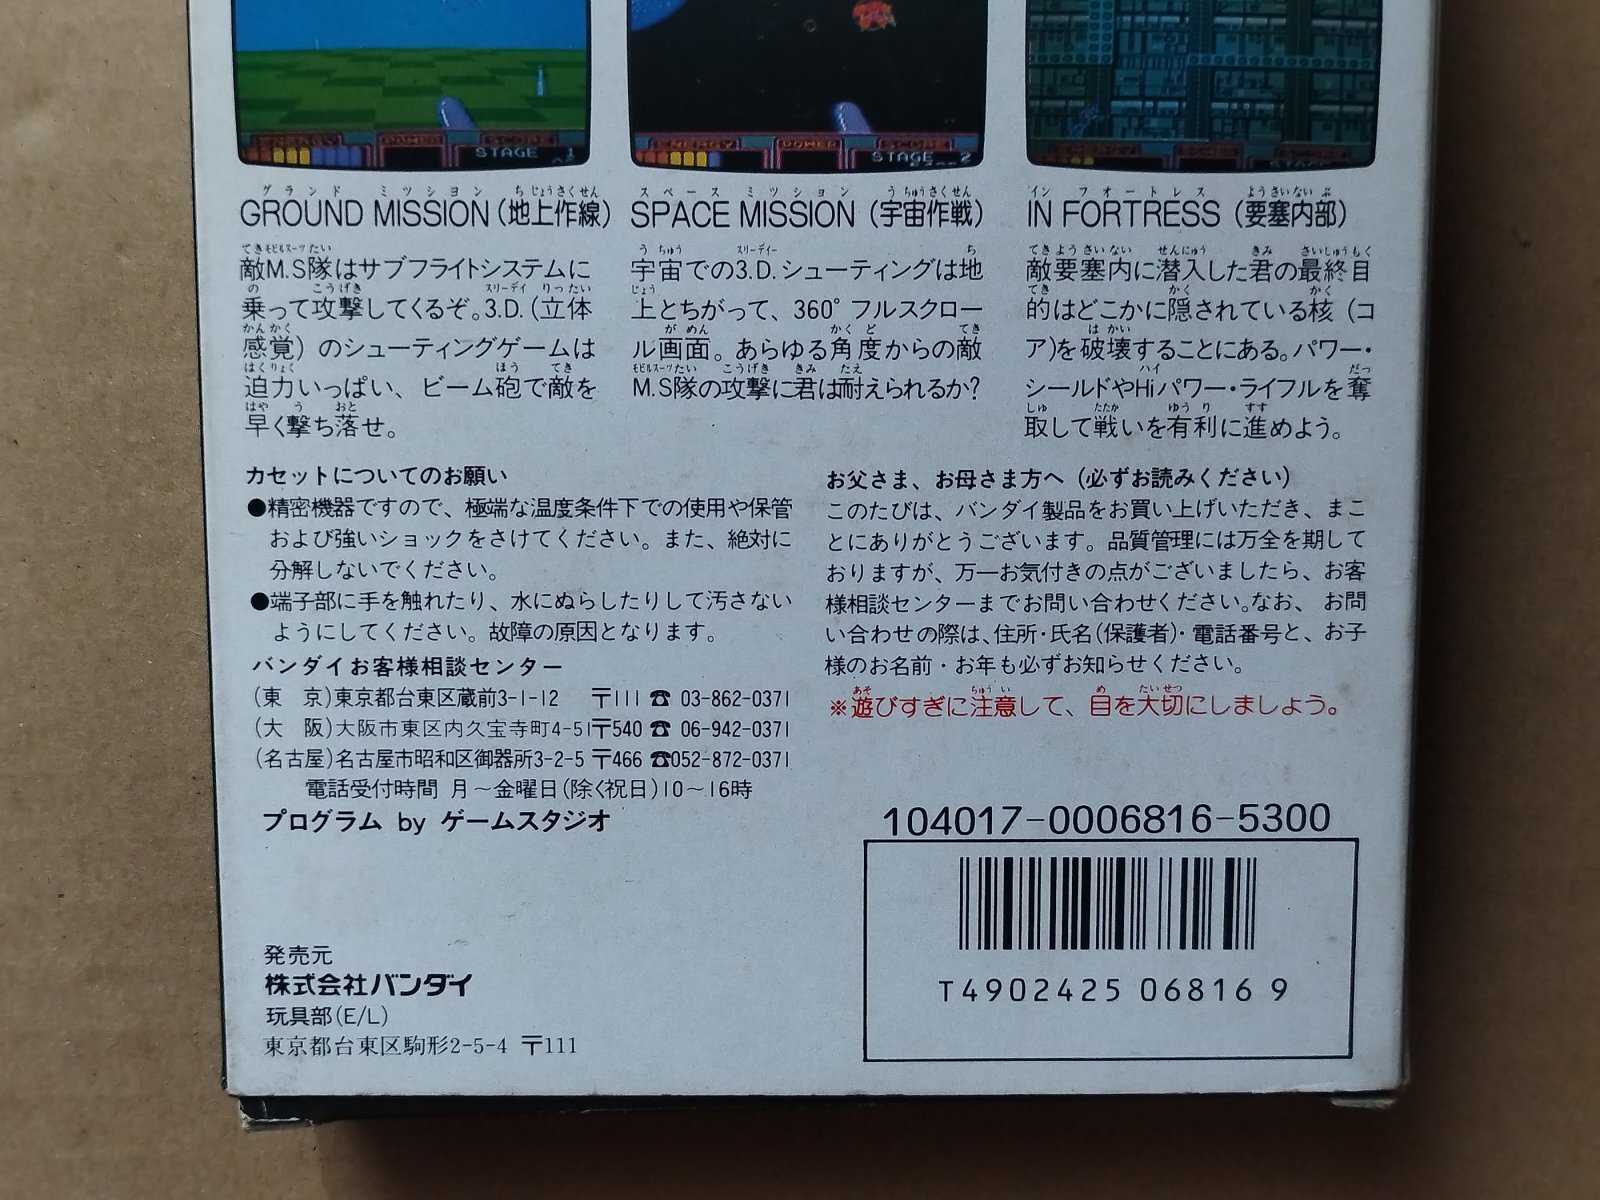 STAGE 1
POWER
STAGE 2
GROUND MISSION (地上作線)
敵M.S隊はサブフライトシステムに
乗って攻撃してくるぞ。3.D.(立体
感覚)のシューティングゲームは
迫力いっぱい、ビーム砲で敵を
早く撃ち落せ。
SPACE MISSION (宇宙作戦)
宇宙での3.D.シューティングは地
上とちがって、360°フルスクロー
ル画面。あらゆる角度からの敵
M.S隊の攻撃に君は耐えられるか?
IN FORTRESS (要塞内部)
敵要塞内に潜入した君の最終目
的はどこかに隠されている核(コ
ア)を破壊することにある。パワー・
シールドやHiパワー・ライフルを奪
取して戦いを有利に進めよう。
カセットについてのお願い
●精密機器ですので、極端な温度条件下での使用や保管
および強いショックをさけてください。また、絶対に
分解しないでください。
●端子部に手を触れたり、水にぬらしたりして汚さない
ようにしてください。故障の原因となります。
バンダイお客様相談センター
(東 京)東京都台東区蔵前3-1-12 〒111 ☎ 03-862-0371
(大 阪)大阪市東区内久宝寺町4-51〒540 ☎ 06-942-0371
(名古屋)名古屋市昭和区御器所3-2-5 〒466 ☎052-872-0371
電話受付時間 月～金曜日(除く祝日)10～16時
プログラム by ゲームスタジオ
お父さま、お母さま方へ(必ずお読みください)
このたびは、バンダイ製品をお買い上げいただき、まこ
とにありがとうございます。品質管理には万全を期して
おりますが、万一お気付きの点がございましたら、お客
様相談センターまでお問い合わせください。なお、お問
い合わせの際は、住所・氏名(保護者)・電話番号と、お子
様のお名前・お年も必ずお知らせください。
※遊びすぎに注意して、目を大切にしましょう。
104017-0006816-5300
T4902425 06816 9
発売元
株式会社バンダイ
玩具部(E/L)
東京都台東区駒形2-5-4 〒111